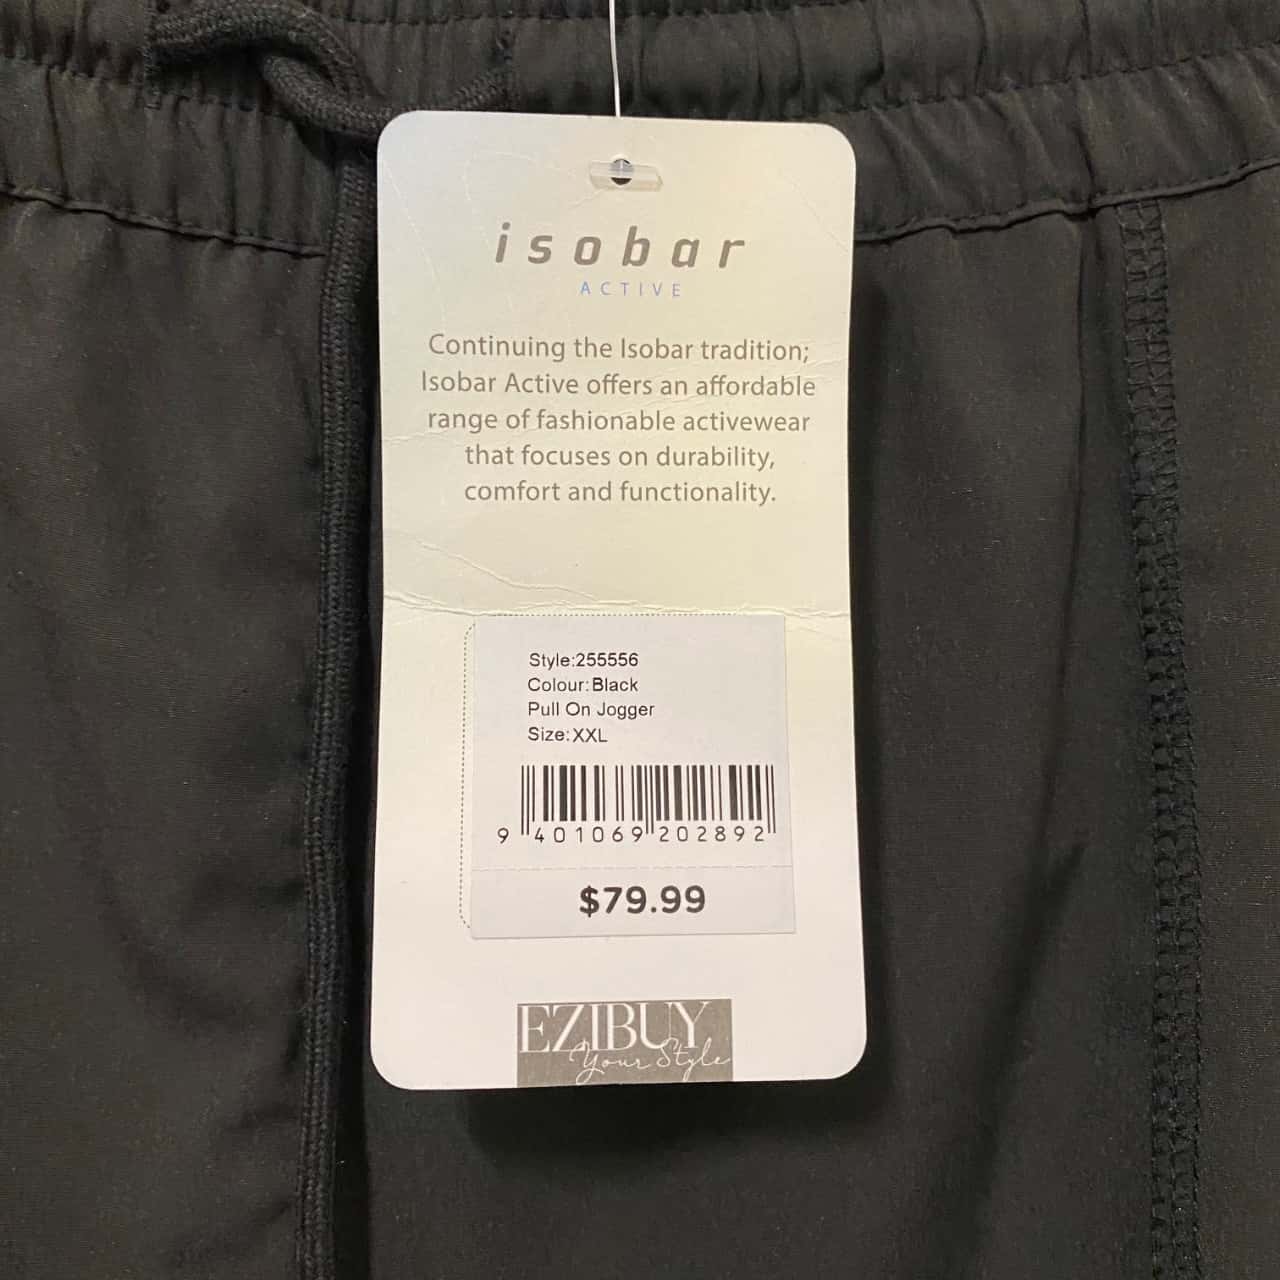 isobar
ACTIVE
Continuing the Isobar tradition;
Isobar Active offers an affordable
range of fashionable activewear
that focuses on durability,
comfort and functionality.
Style:255556
Colour:Black
Pull On Jogger
Size:XXL
9 401069 202892
$79.99
EZIBUY
Your Style